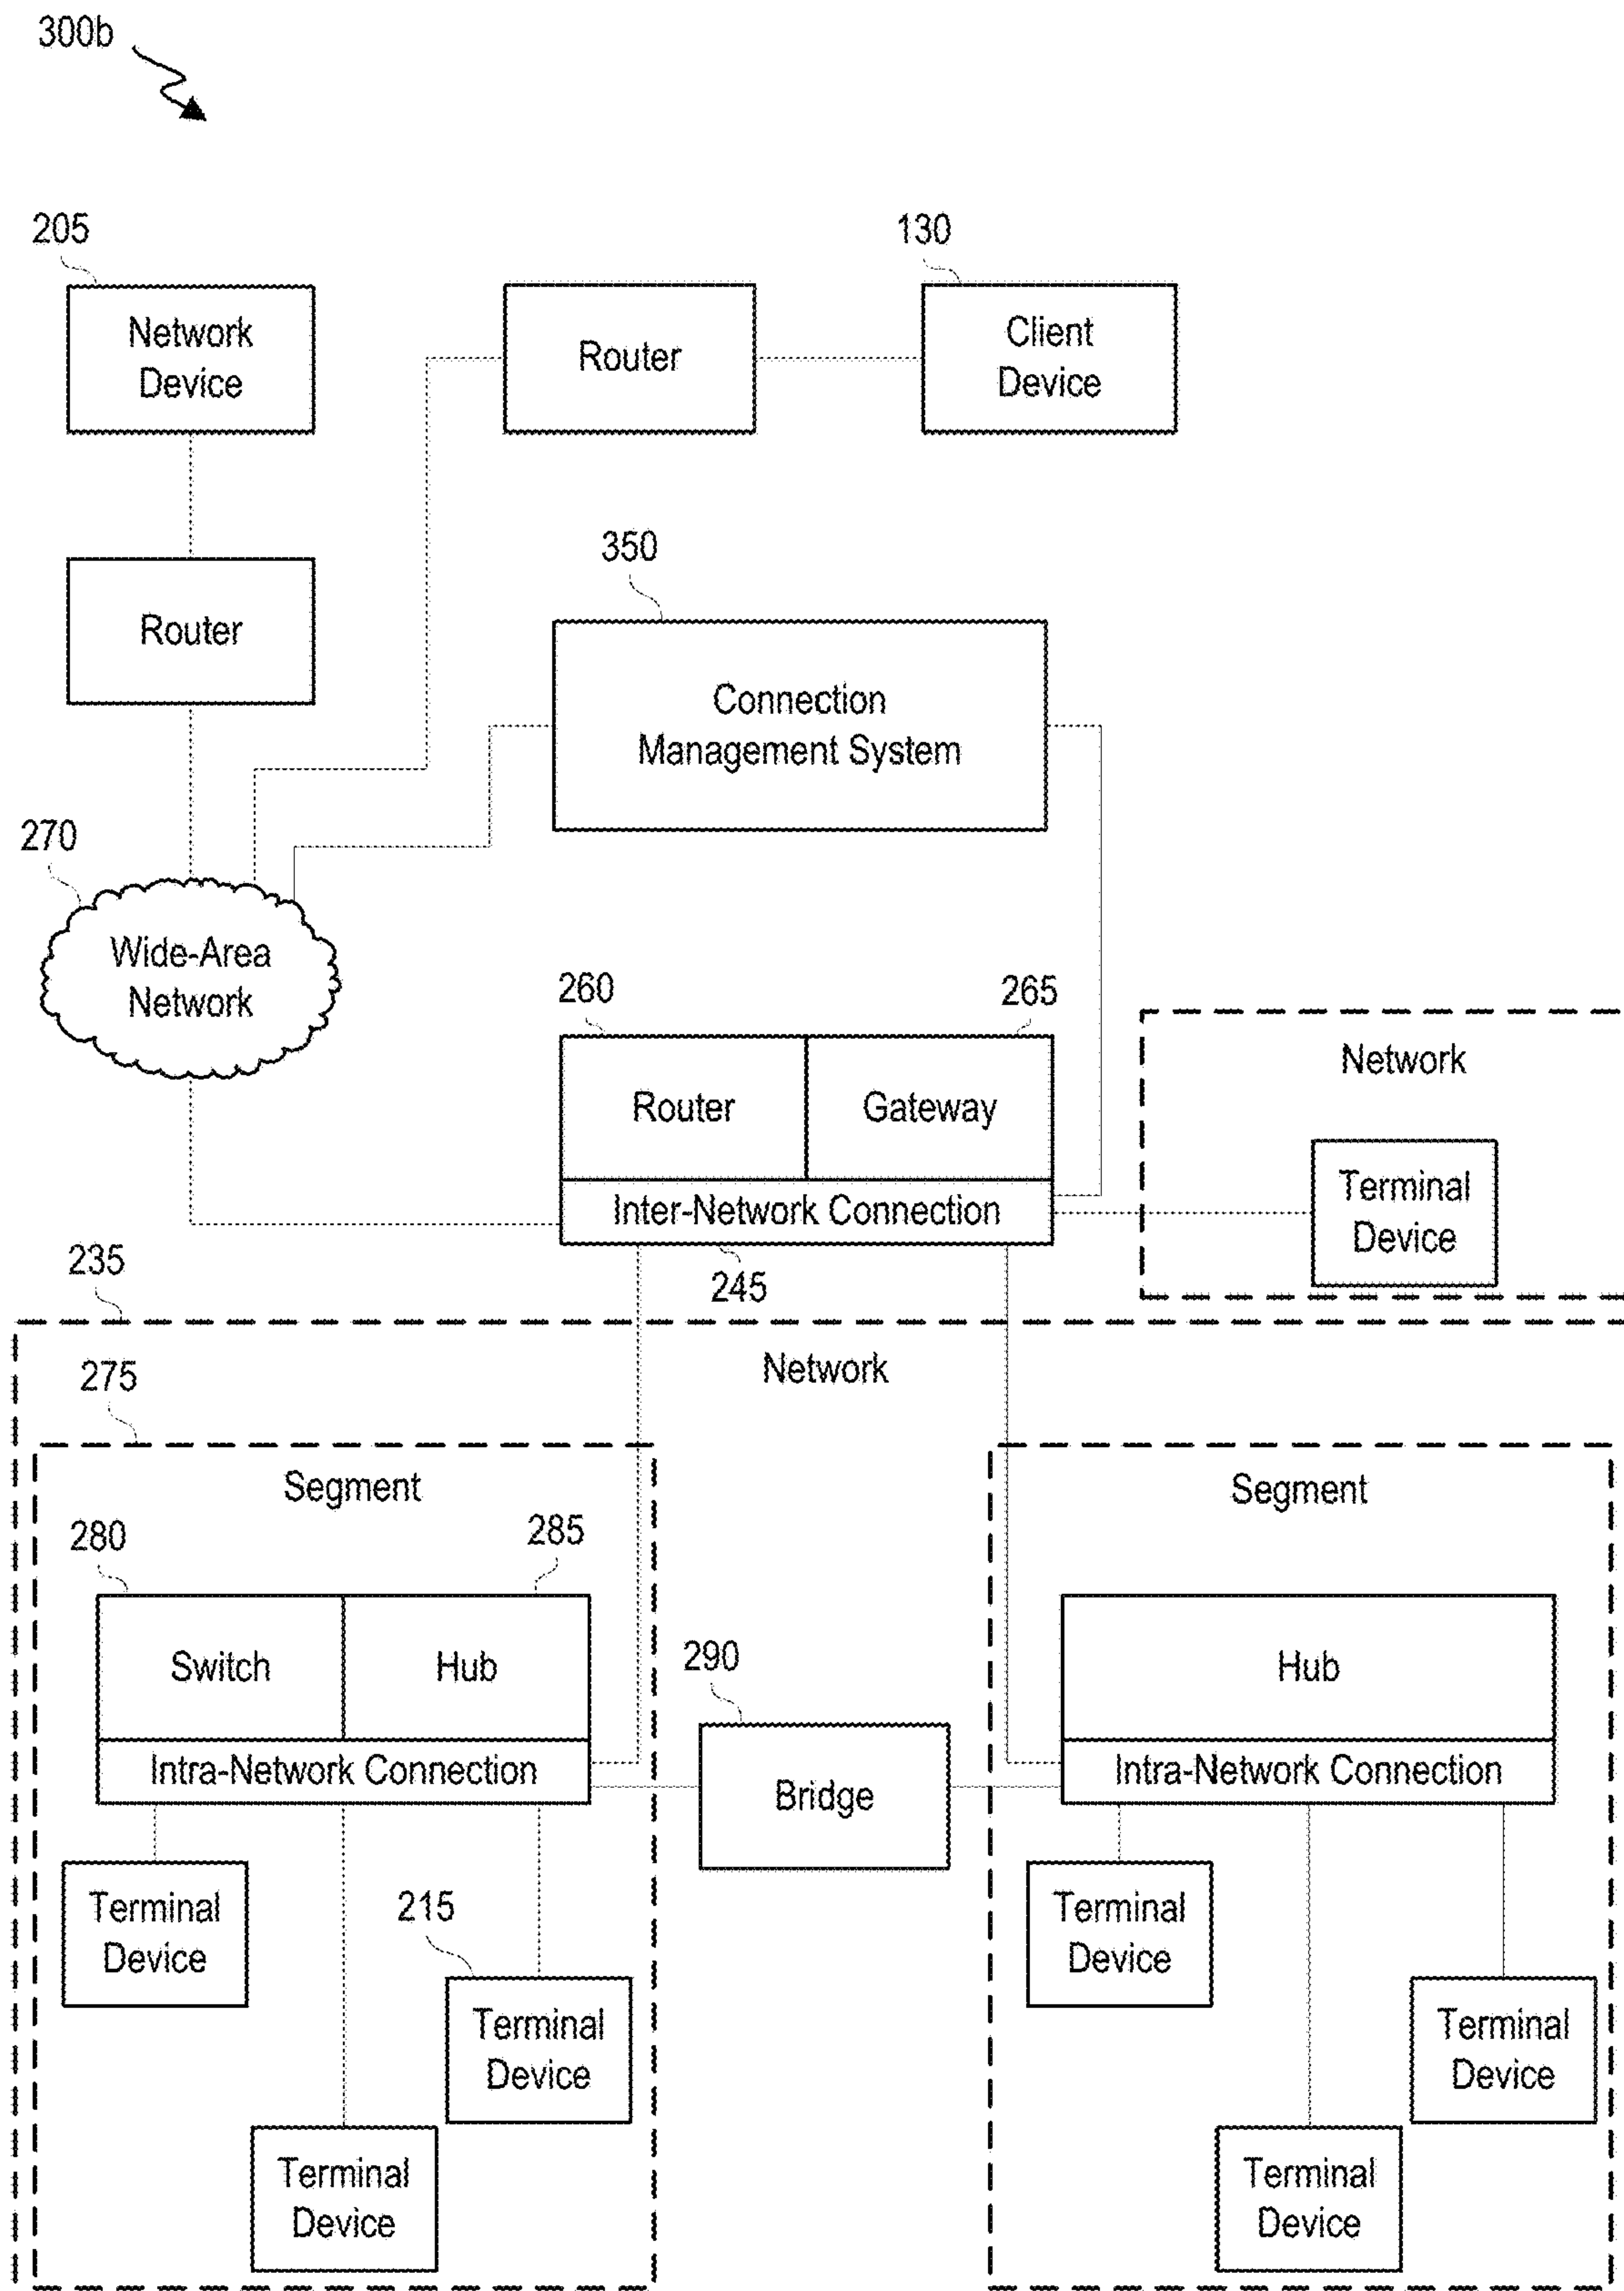 300b
205
130
Network
Device
Router
Client
Device
350
Router
Connection
Management System
270
Wide-Area
Network
260
265
Router
Gateway
Inter-Network Connection
245
Network
Terminal
Device
235
Network
275
Segment
280
285
Switch
Hub
Intra-Network Connection
290
Bridge
Segment
Hub
Intra-Network Connection
Terminal
Device
215
Terminal
Device
Terminal
Device
Terminal
Device
Terminal
Device
Terminal
Device